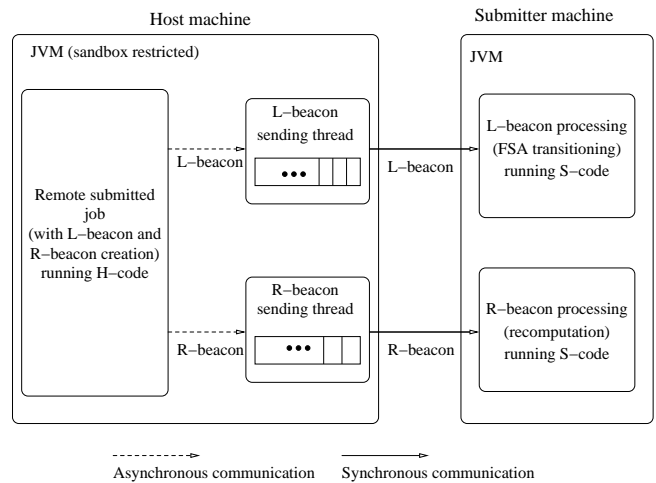 Host machine
Submitter machine
JVM (sandbox restricted)
JVM
Remote submitted
job
(with L−beacon and
R−beacon creation)
running H−code
L−beacon
L−beacon
sending thread
L−beacon
L−beacon processing
(FSA transitioning)
running S−code
R−beacon
R−beacon
sending thread
R−beacon
R−beacon processing
(recomputation)
running S−code
Asynchronous communication
Synchronous communication